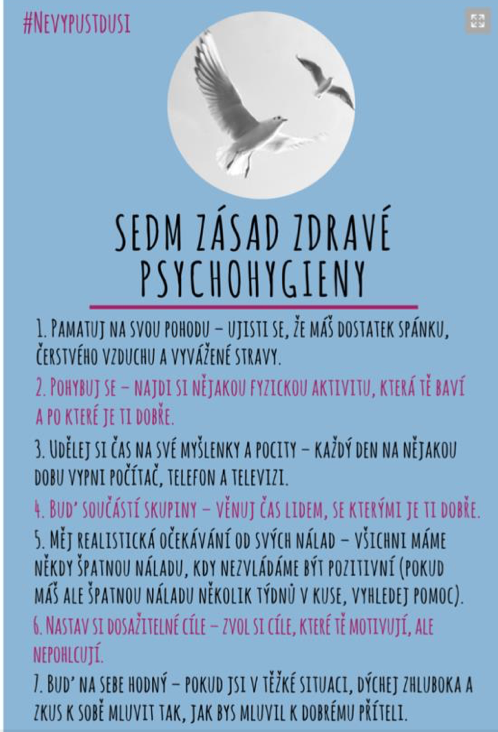 #Nevypustdusi
Sedm zásad zdravé
psychohygieny
1. Pamatuj na svou pohodu – ujisti se, že máš dostatek spánku,
čerstvého vzduchu a vyvážené stravy.
2. Pohybuj se – najdi si nějakou fyzickou aktivitu, která tě baví
a po které je ti dobře.
3. Udělej si čas na své myšlenky a pocity – každý den na nějakou
dobu vypni počítač, telefon a televizi.
4. Buď součástí skupiny – věnuj čas lidem, se kterými je ti dobře.
5. Měj realistická očekávání od svých nálad – všichni máme
někdy špatnou náladu, kdy nezvládáme být pozitivní (pokud
máš ale špatnou náladu několik týdnů v kuse, vyhledej pomoc).
6. Nastav si dosažitelné cíle – zvol si cíle, které tě motivují, ale
nepohlcují.
7. Buď na sebe hodný – pokud jsi v těžké situaci, dýchej zhluboka a
zkus k sobě mluvit tak, jak bys mluvil k dobrému příteli.